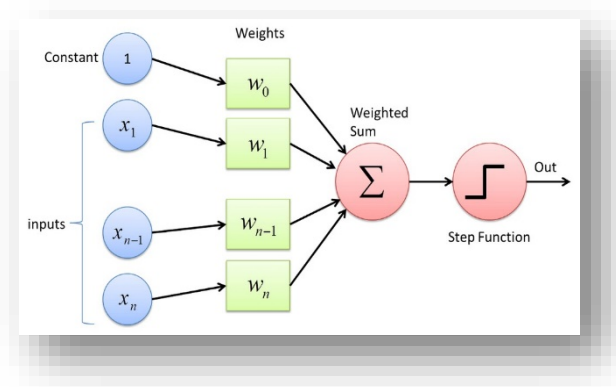 Weights
Constant
1
w₀
x₁
w₁
Weighted
Sum
Σ
Out
Step Function
inputs
xₙ₋₁
wₙ₋₁
xₙ
wₙ